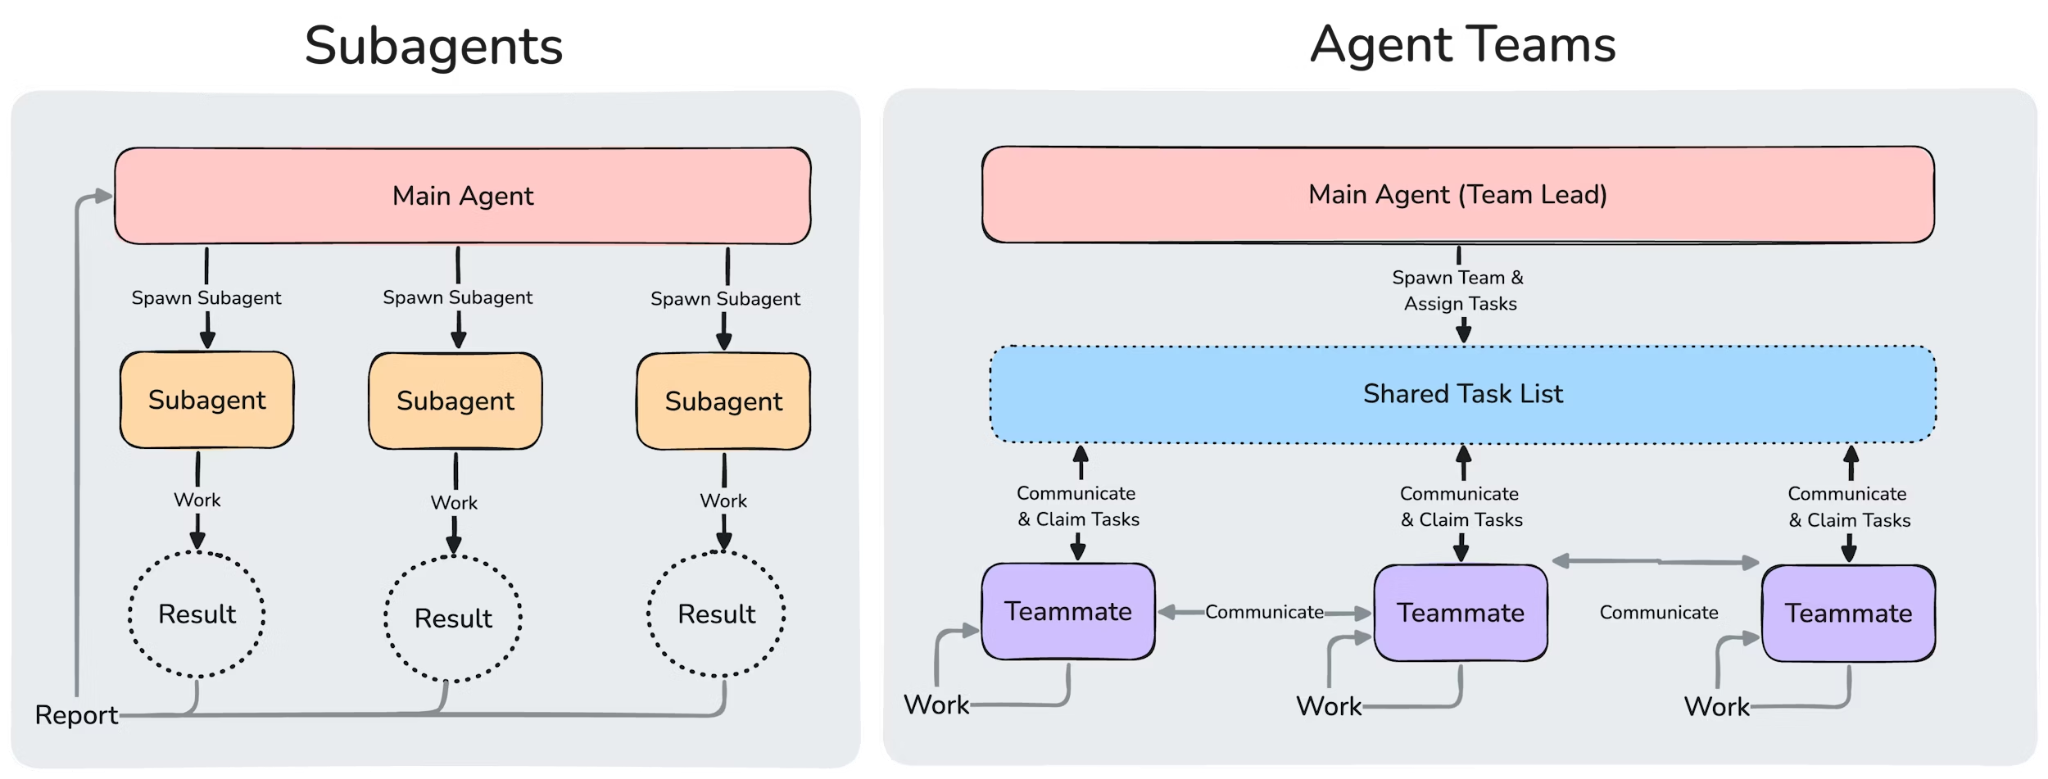 Subagents
Main Agent
Spawn Subagent
Spawn Subagent
Spawn Subagent
Subagent
Subagent
Subagent
Work
Work
Work
Result
Result
Result
Report
Agent Teams
Main Agent (Team Lead)
Spawn Team &
Assign Tasks
Shared Task List
Communicate
& Claim Tasks
Communicate
& Claim Tasks
Communicate
& Claim Tasks
Teammate
Communicate
Teammate
Communicate
Teammate
Work
Work
Work